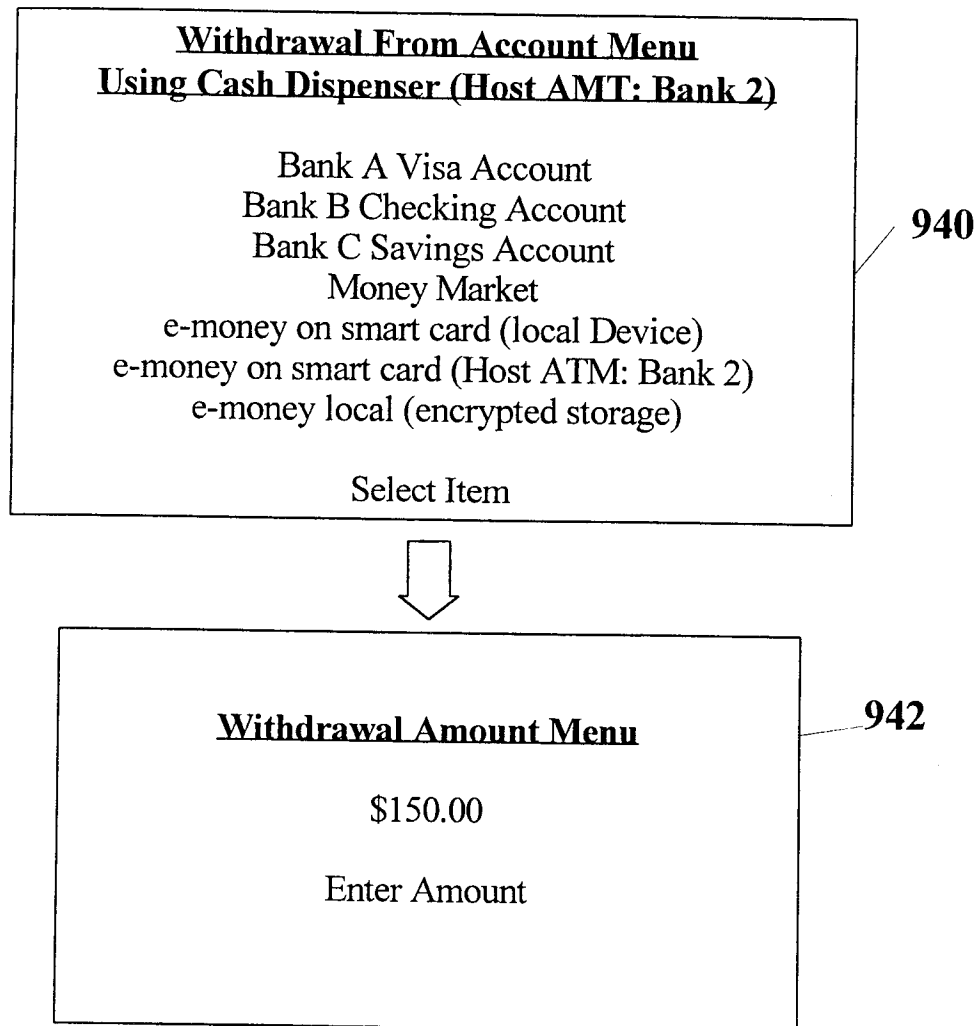 Withdrawal From Account Menu
Using Cash Dispenser (Host AMT: Bank 2)
Bank A Visa Account
Bank B Checking Account
Bank C Savings Account
Money Market
e-money on smart card (local Device)
e-money on smart card (Host ATM: Bank 2)
e-money local (encrypted storage)
Select Item
940
Withdrawal Amount Menu
942
$150.00
Enter Amount